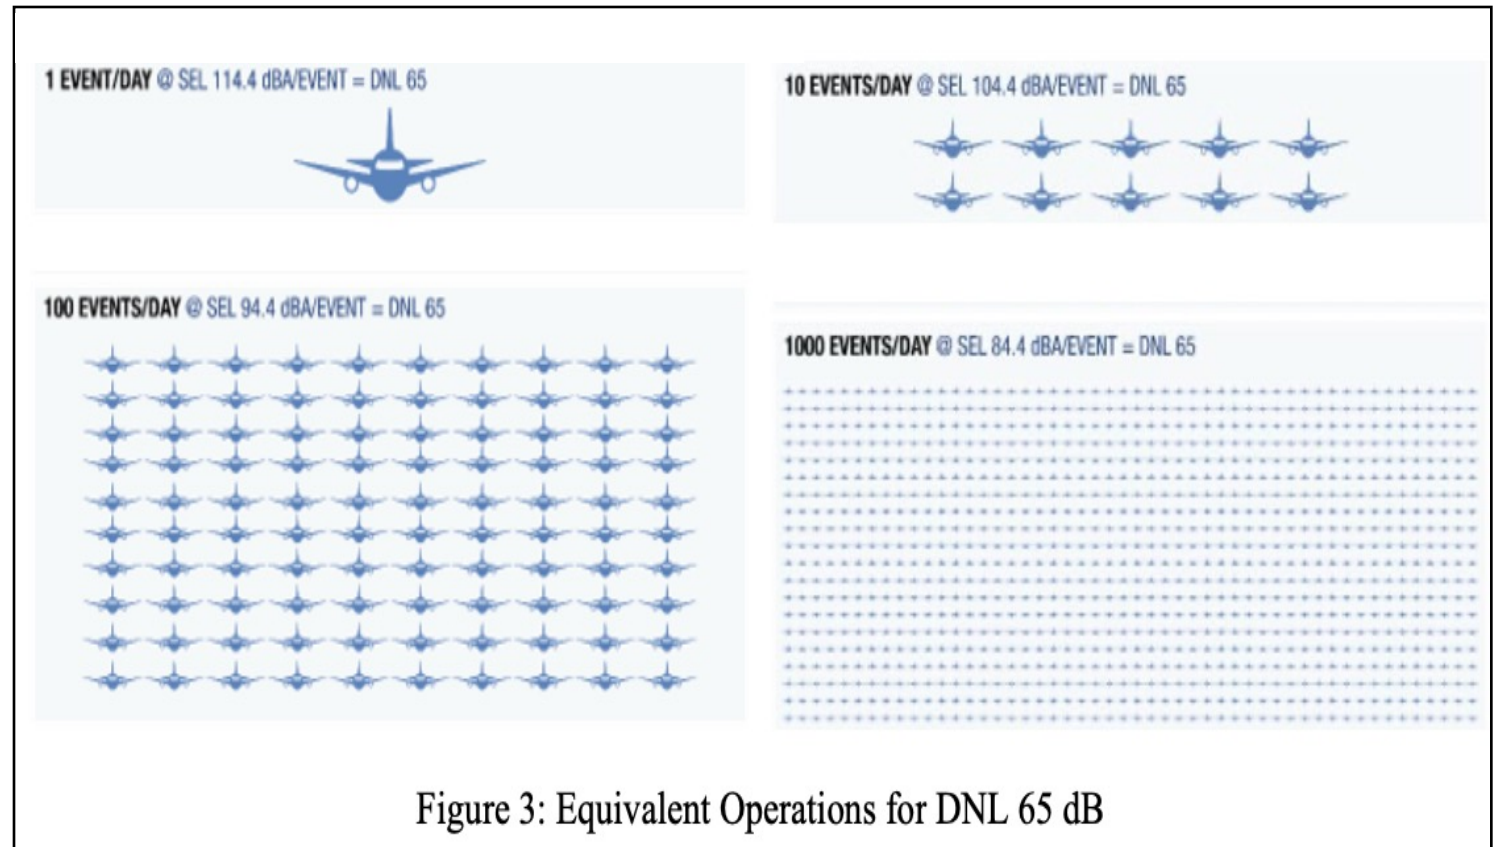 1 EVENT/DAY @ SEL 114.4 dBA/EVENT = DNL 65
10 EVENTS/DAY @ SEL 104.4 dBA/EVENT = DNL 65
100 EVENTS/DAY @ SEL 94.4 dBA/EVENT = DNL 65
1000 EVENTS/DAY @ SEL 84.4 dBA/EVENT = DNL 65
Figure 3: Equivalent Operations for DNL 65 dB